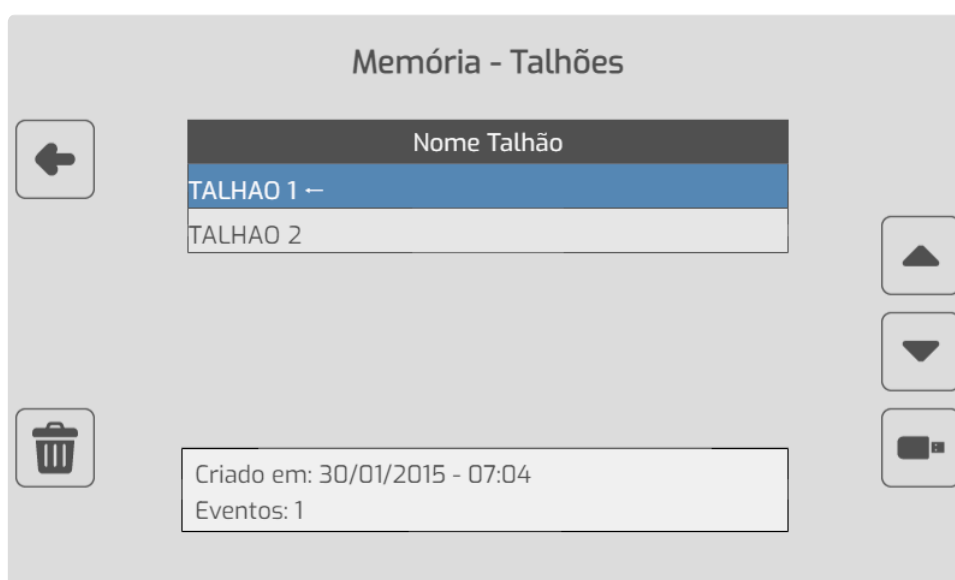 Memória - Talhões
Nome Talhão
TALHAO 1 ←
TALHAO 2
Criado em: 30/01/2015 - 07:04
Eventos: 1